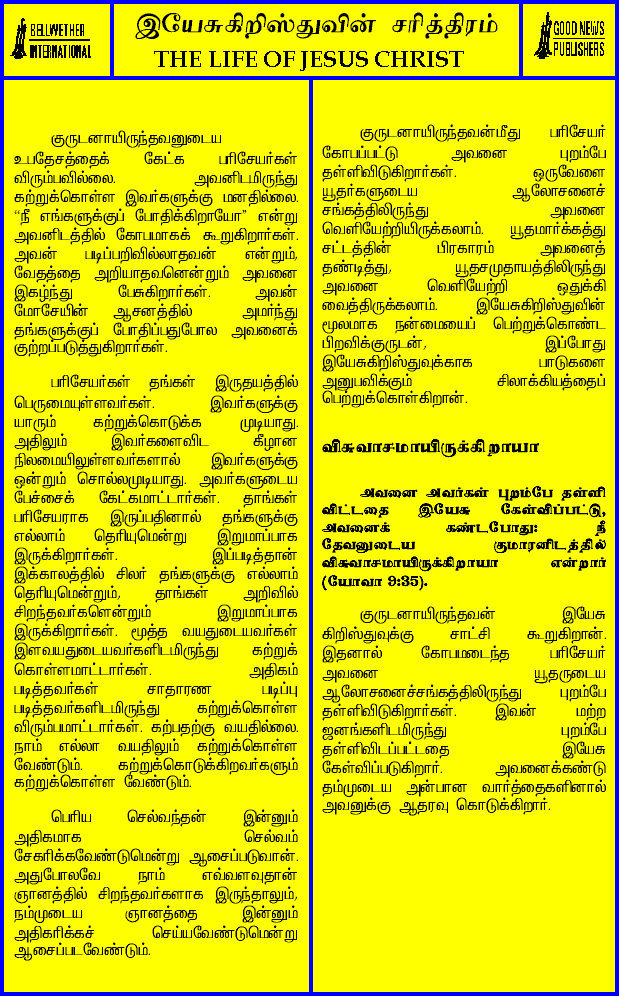 BELLWETHER
INTERNATIONAL
இயேசுகிறிஸ்துவின் சரித்திரம்
THE LIFE OF JESUS CHRIST
GOOD NEWS
PUBLISHERS
குருடனாயிருந்தவனுடைய
உபதேசத்தைக் கேட்க பரிசேயர்கள்
விரும்பவில்லை. அவனிடமிருந்து
கற்றுக்கொள்ள இவர்களுக்கு மனதில்லை.
“நீ எங்களுக்குப் போதிக்கிறாயோ” என்று
அவனிடத்தில் கோபமாகக் கூறுகிறார்கள்.
அவன் படிப்பறிவில்லாதவன் என்றும்,
வேதத்தை அறியாதவனென்றும் அவனை
இகழ்ந்து பேசுகிறார்கள். அவன்
மோசேயின் ஆசனத்தில் அமர்ந்து
தங்களுக்குப் போதிப்பதுபோல அவனைக்
குற்றப்படுத்துகிறார்கள்.
பரிசேயர்கள் தங்கள் இருதயத்தில்
பெருமையுள்ளவர்கள். இவர்களுக்கு
யாரும் கற்றுக்கொடுக்க முடியாது.
அதிலும் இவர்களைவிட கீழான
நிலமையிலுள்ளவர்களால் இவர்களுக்கு
ஒன்றும் சொல்லமுடியாது. அவர்களுடைய
பேச்சைக் கேட்கமாட்டார்கள். தாங்கள்
பரிசேயராக இருப்பதினால் தங்களுக்கு
எல்லாம் தெரியுமென்று இறுமாப்பாக
இருக்கிறார்கள். இப்படித்தான்
இக்காலத்தில் சிலர் தங்களுக்கு எல்லாம்
தெரியுமென்றும், தாங்கள் அறிவில்
சிறந்தவர்களென்றும் இறுமாப்பாக
இருக்கிறார்கள். மூத்த வயதுடையவர்கள்
இளவயதுடையவர்களிடமிருந்து கற்றுக்
கொள்ளமாட்டார்கள். அதிகம்
படித்தவர்கள் சாதாரண படிப்பு
படித்தவர்களிடமிருந்து கற்றுக்கொள்ள
விரும்பமாட்டார்கள். கற்பதற்கு வயதில்லை.
நாம் எல்லா வயதிலும் கற்றுக்கொள்ள
வேண்டும். கற்றுக்கொடுக்கிறவர்களும்
கற்றுக்கொள்ள வேண்டும்.
பெரிய செல்வந்தன் இன்னும்
அதிகமாக செல்வம்
சேகரிக்கவேண்டுமென்று ஆசைப்படுவான்.
அதுபோலவே நாம் எவ்வளவுதான்
ஞானத்தில் சிறந்தவர்களாக இருந்தாலும்,
நம்முடைய ஞானத்தை இன்னும்
அதிகரிக்கச் செய்யவேண்டுமென்று
ஆசைப்படவேண்டும்.
குருடனாயிருந்தவன்மீது பரிசேயர்
கோபப்பட்டு அவனை புறம்பே
தள்ளிவிடுகிறார்கள். ஒருவேளை
யூதர்களுடைய ஆலோசனைச்
சங்கத்திலிருந்து அவனை
வெளியேற்றியிருக்கலாம். யூதமார்க்கத்து
சட்டத்தின் பிரகாரம் அவனைத்
தண்டித்து, யூதசமுதாயத்திலிருந்து
அவனை வெளியேற்றி ஒதுக்கி
வைத்திருக்கலாம். இயேசுகிறிஸ்துவின்
மூலமாக நன்மையைப் பெற்றுக்கொண்ட
பிறவிக்குருடன், இப்போது
இயேசுகிறிஸ்துவுக்காக பாடுகளை
அனுபவிக்கும் சிலாக்கியத்தைப்
பெற்றுக்கொள்கிறான்.
விசுவாசமாயிருக்கிறாயா
அவனை அவர்கள் புறம்பே தள்ளி
விட்டதை இயேசு கேள்விப்பட்டு,
அவனைக் கண்டபோது: நீ
தேவனுடைய குமாரனிடத்தில்
விசுவாசமாயிருக்கிறாயா என்றார்
(யோவா 9:35).
குருடனாயிருந்தவன் இயேசு
கிறிஸ்துவுக்கு சாட்சி கூறுகிறான்.
இதனால் கோபமடைந்த பரிசேயர்
அவனை யூதருடைய
ஆலோசனைச்சங்கத்திலிருந்து புறம்பே
தள்ளிவிடுகிறார்கள். இவன் மற்ற
ஜனங்களிடமிருந்து புறம்பே
தள்ளிவிடப்பட்டதை இயேசு
கேள்விப்படுகிறார். அவனைக்கண்டு
தம்முடைய அன்பான வார்த்தைகளினால்
அவனுக்கு ஆதரவு கொடுக்கிறார்.